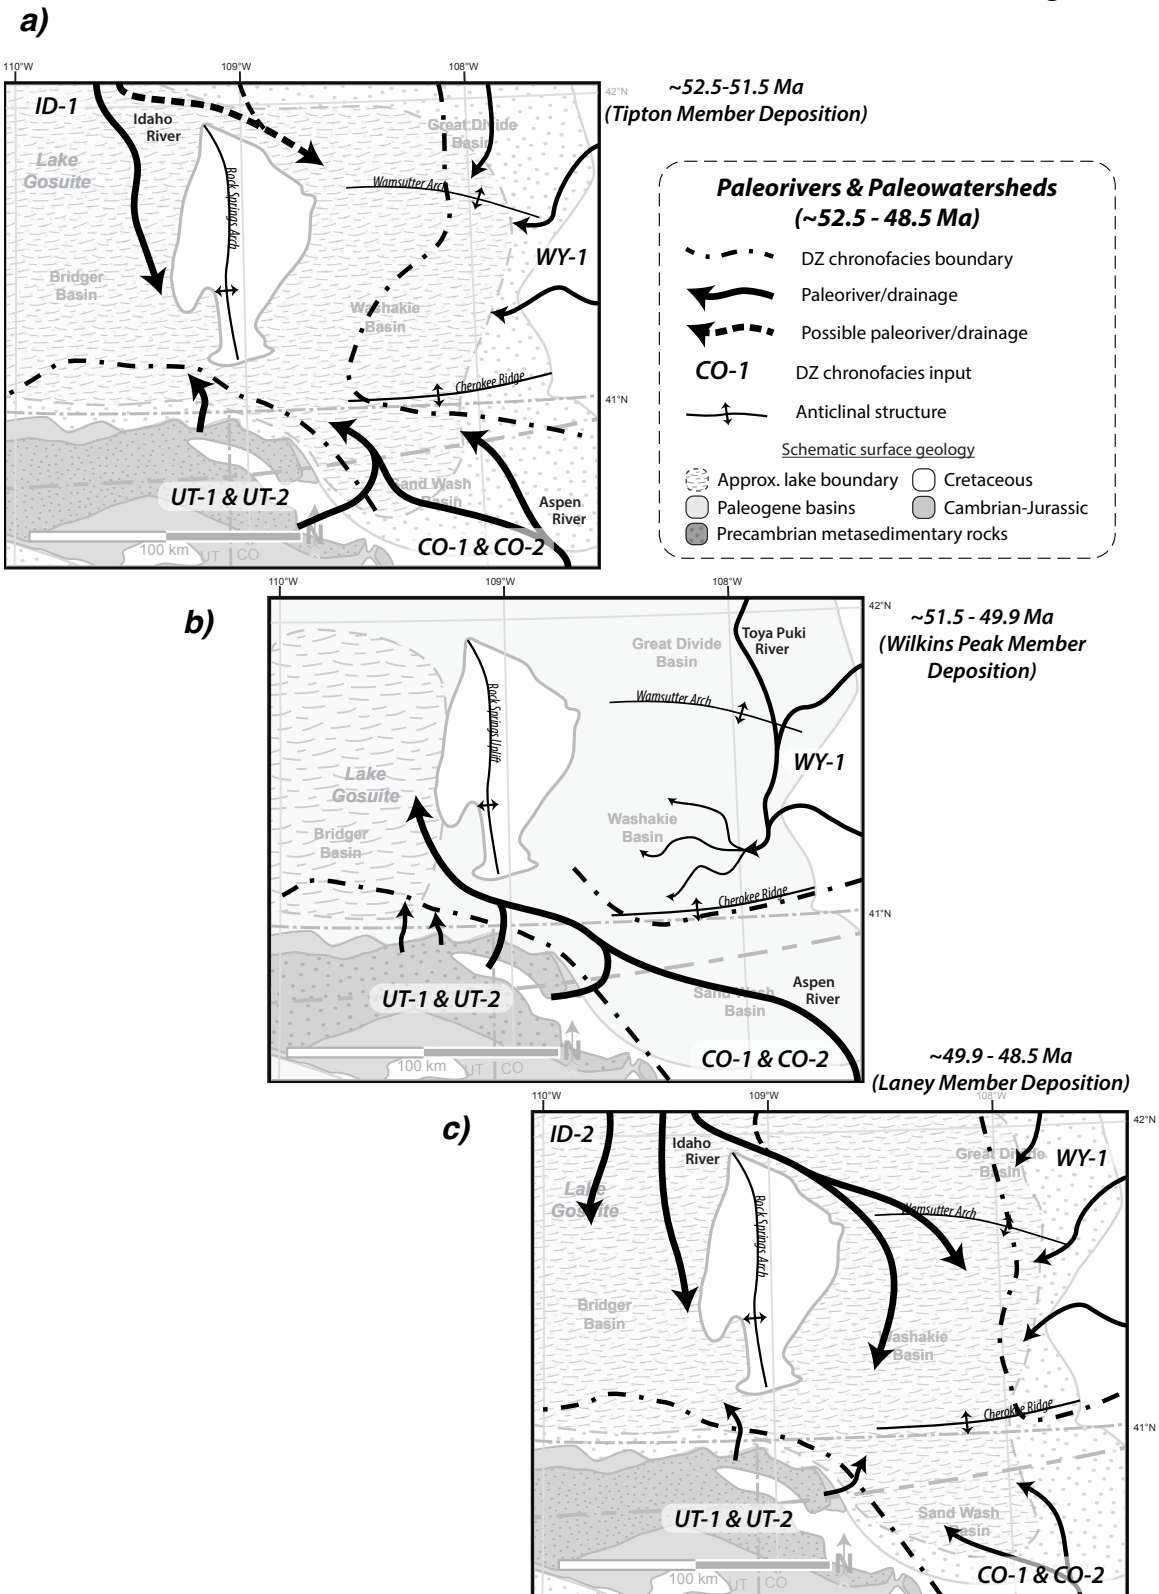 a)
110°W
109°W
108°W
42°N
ID-1
Idaho
River
Great Divide
Basin
Lake
Gosuite
Rock Springs Arch
Wamsutter Arch
WY-1
Bridger
Basin
Washakie
Basin
Cherokee Ridge
41°N
UT-1 & UT-2
Sand Wash
Basin
Aspen
River
N
100 km
UT
CO
CO-1 & CO-2
~52.5-51.5 Ma
(Tipton Member Deposition)
Paleorivers & Paleowatersheds
(~52.5 - 48.5 Ma)
DZ chronofacies boundary
Paleoriver/drainage
Possible paleoriver/drainage
CO-1
DZ chronofacies input
Anticlinal structure
Schematic surface geology
Approx. lake boundary
Cretaceous
Paleogene basins
Cambrian-Jurassic
Precambrian metasedimentary rocks
b)
110°W
109°W
108°W
42°N
~51.5 - 49.9 Ma
(Wilkins Peak Member
Deposition)
Great Divide
Basin
Toya Puki
River
Rock Springs Uplift
Wamsutter Arch
WY-1
Lake
Gosuite
Bridger
Basin
Washakie
Basin
Cherokee Ridge
41°N
UT-1 & UT-2
Sand Wash
Basin
Aspen
River
N
100 km
UT
CO
CO-1 & CO-2
~49.9 - 48.5 Ma
(Laney Member Deposition)
c)
110°W
109°W
108°W
42°N
ID-2
Idaho
River
Great Divide
Basin
WY-1
Lake
Gosuite
Rock Springs Arch
Wamsutter Arch
Bridger
Basin
Washakie
Basin
Cherokee Ridge
41°N
UT-1 & UT-2
Sand Wash
Basin
N
100 km
UT
CO
CO-1 & CO-2